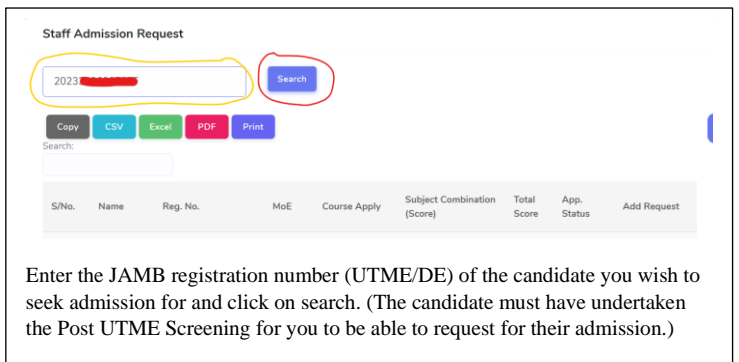 Staff Admission Request
Search
Copy CSV Excel PDF Print
Search:
S/No. Name Reg. No. MoE Course Apply Subject Combination (Score) Total Score App. Status Add Request
Enter the JAMB registration number (UTME/DE) of the candidate you wish to
seek admission for and click on search. (The candidate must have undertaken
the Post UTME Screening for you to be able to request for their admission.)